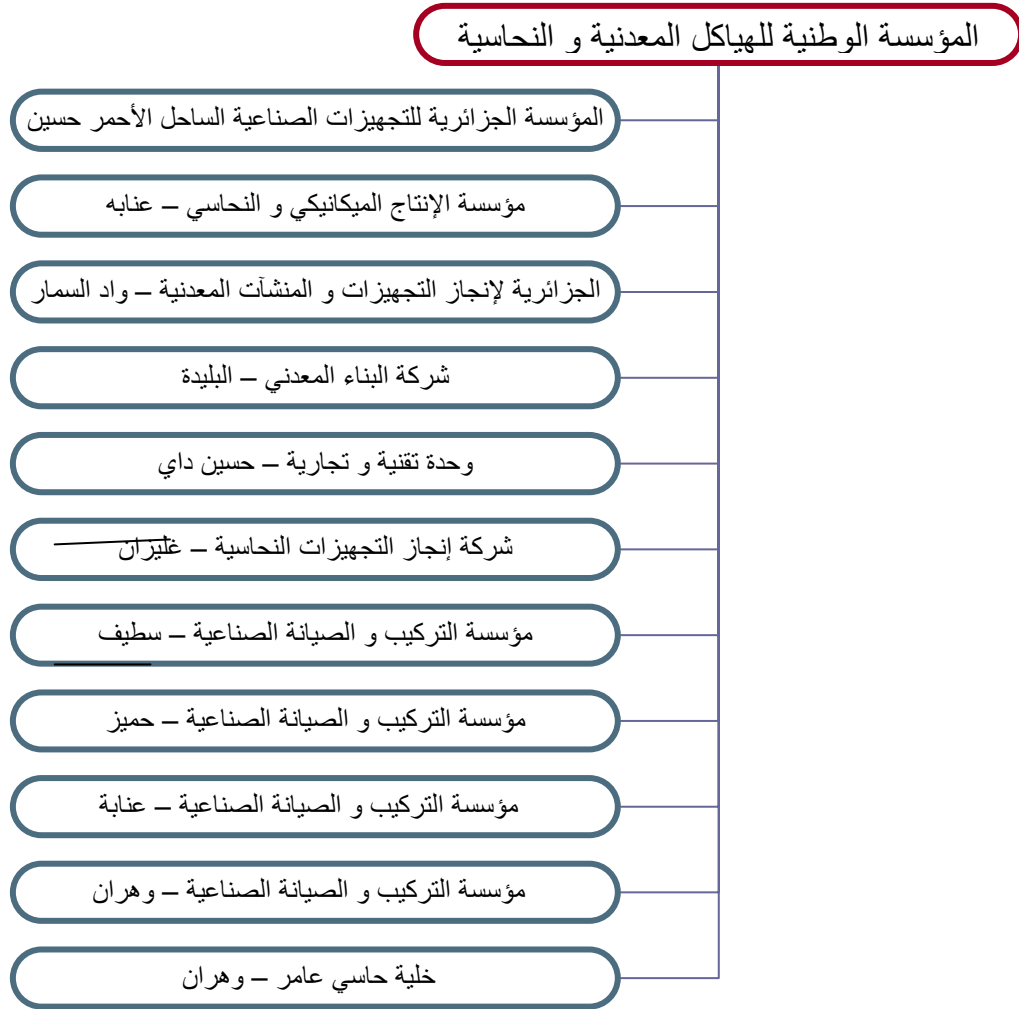 المؤسسة الوطنية للهياكل المعدنية و النحاسية
المؤسسة الجزائرية للتجهيزات الصناعية الساحل الأحمر حسين
مؤسسة الإنتاج الميكانيكي و النحاسي – عنابه
الجزائرية لإنجاز التجهيزات و المنشآت المعدنية – واد السمار
شركة البناء المعدني – البليدة
وحدة تقنية و تجارية – حسين داي
شركة إنجاز التجهيزات النحاسية – غليزان
مؤسسة التركيب و الصيانة الصناعية – سطيف
مؤسسة التركيب و الصيانة الصناعية – حميز
مؤسسة التركيب و الصيانة الصناعية – عنابة
مؤسسة التركيب و الصيانة الصناعية – وهران
خلية حاسي عامر – وهران